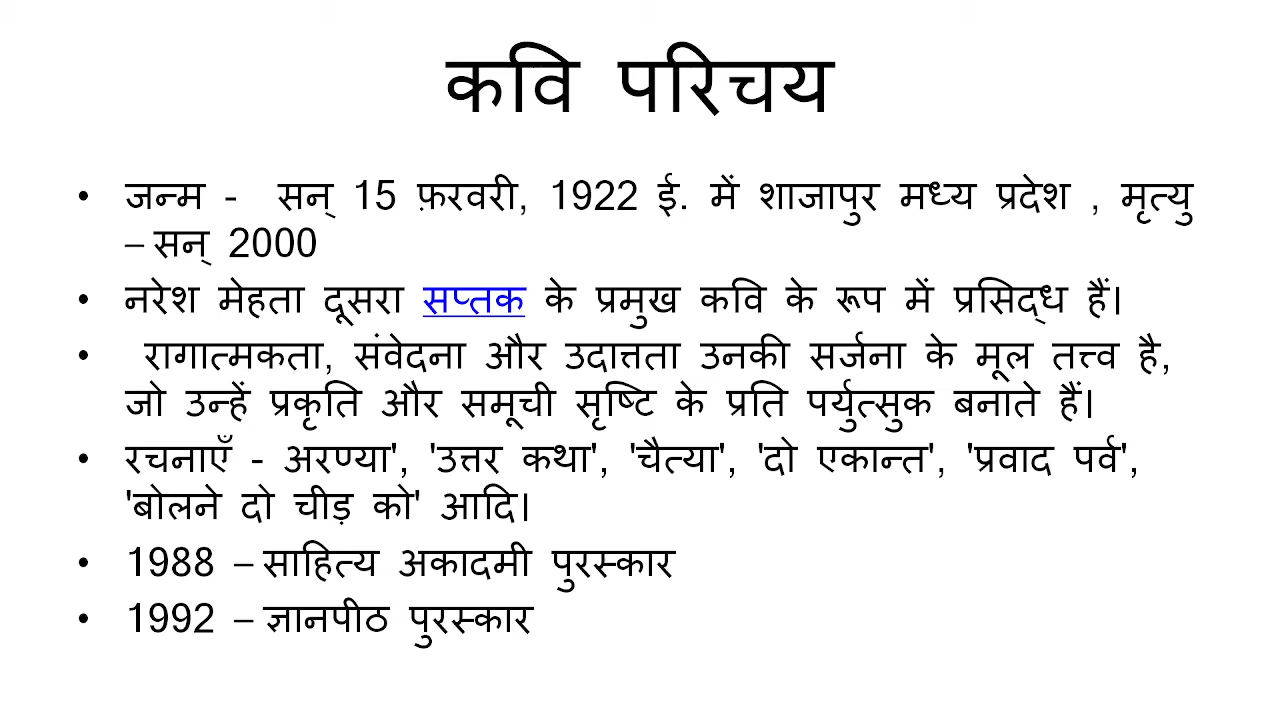 कवि परिचय
• जन्म - सन् 15 फ़रवरी, 1922 ई. में शाजापुर मध्य प्रदेश , मृत्यु
– सन् 2000
• नरेश मेहता दूसरा सप्तक के प्रमुख कवि के रूप में प्रसिद्ध हैं।
• रागात्मकता, संवेदना और उदात्तता उनकी सर्जना के मूल तत्त्व है,
जो उन्हें प्रकृति और समूची सृष्टि के प्रति पर्युत्सुक बनाते हैं।
• रचनाएँ - अरण्या', 'उत्तर कथा', 'चैत्या', 'दो एकान्त', 'प्रवाद पर्व',
'बोलने दो चीड़ को' आदि।
• 1988 – साहित्य अकादमी पुरस्कार
• 1992 – ज्ञानपीठ पुरस्कार